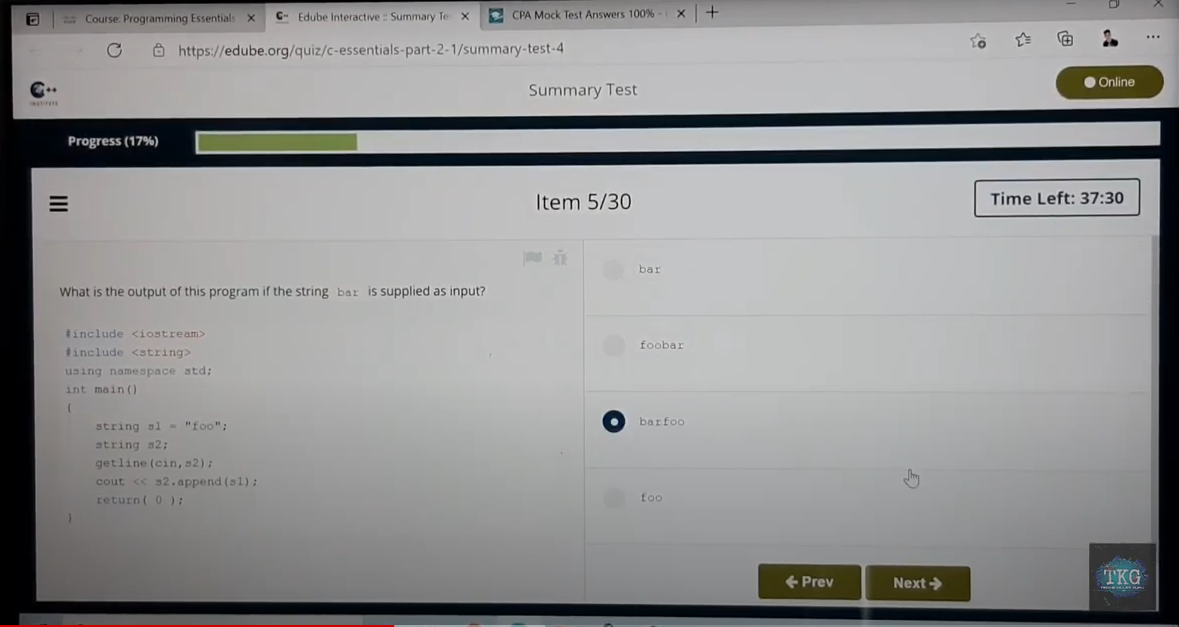 Course: Programming Essentials
Edube Interactive :: Summary Te
CPA Mock Test Answers 100% -
https://edube.org/quiz/c-essentials-part-2-1/summary-test-4
C++
INSTITUTE
Summary Test
Online
Progress (17%)
Item 5/30
Time Left: 37:30
What is the output of this program if the string bar is supplied as input?
#include <iostream>
#include <string>
using namespace std;
int main()
{
string s1 = "foo";
string s2;
getline(cin,s2);
cout << s2.append(s1);
return( 0 );
}
bar
foobar
barfoo
foo
Prev
Next
TKG